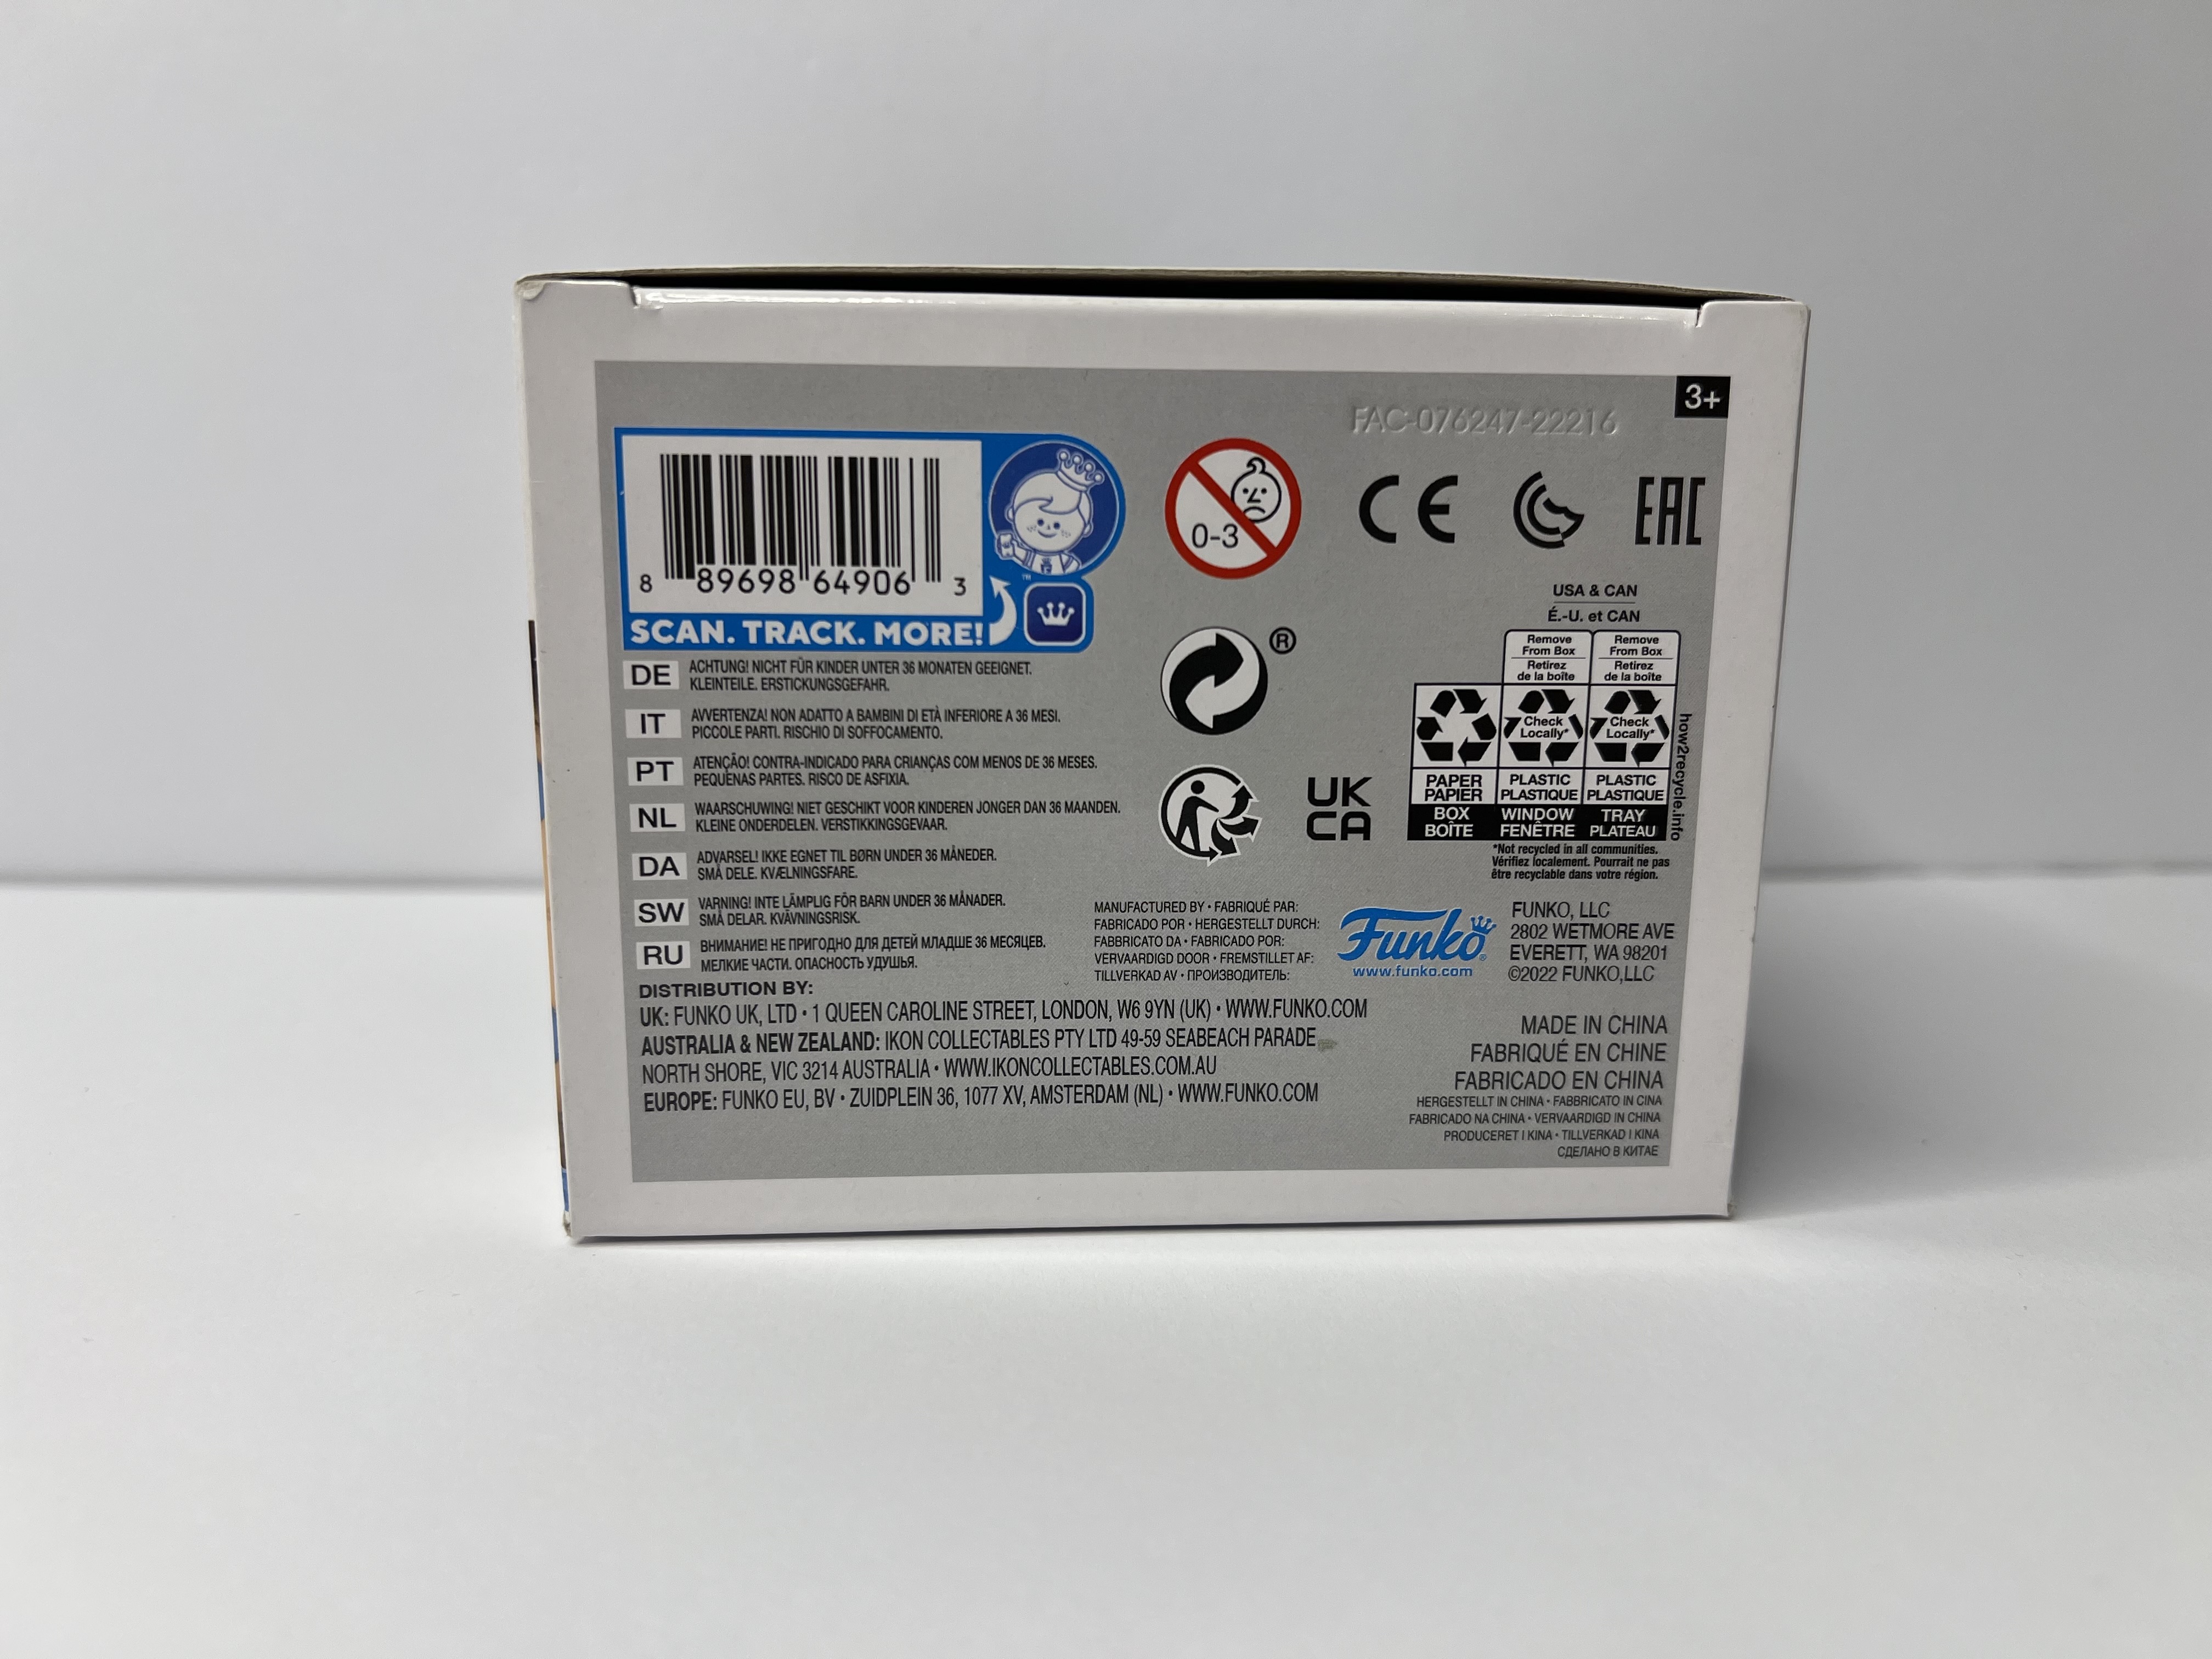 3+
FAC-076247-22216
8 89698 64906 3
SCAN. TRACK. MORE!
™
0-3
CE
EAC
USA & CAN
É.-U. et CAN
Remove
From Box
Retirez
de la boîte
Remove
From Box
Retirez
de la boîte
Check
Locally*
Check
Locally*
PAPER
PAPIER
PLASTIC
PLASTIQUE
PLASTIC
PLASTIQUE
BOX
BOÎTE
WINDOW
FENÊTRE
TRAY
PLATEAU
how2recycle.info
*Not recycled in all communities.
Vérifiez localement. Pourrait ne pas
être recyclable dans votre région.
®
UK
CA
DE ACHTUNG! NICHT FÜR KINDER UNTER 36 MONATEN GEEIGNET.
KLEINTEILE. ERSTICKUNGSGEFAHR.
IT AVVERTENZA! NON ADATTO A BAMBINI DI ETÀ INFERIORE A 36 MESI.
PICCOLE PARTI. RISCHIO DI SOFFOCAMENTO.
PT ATENÇÃO! CONTRA-INDICADO PARA CRIANÇAS COM MENOS DE 36 MESES.
PEQUENAS PARTES. RISCO DE ASFIXIA.
NL WAARSCHUWING! NIET GESCHIKT VOOR KINDEREN JONGER DAN 36 MAANDEN.
KLEINE ONDERDELEN. VERSTIKKINGSGEVAAR.
DA ADVARSEL! IKKE EGNET TIL BØRN UNDER 36 MÅNEDER.
SMÅ DELE. KVÆLNINGSFARE.
SW VARNING! INTE LÄMPLIG FÖR BARN UNDER 36 MÅNADER.
SMÅ DELAR. KVÄVNINGSRISK.
RU ВНИМАНИЕ! НЕ ПРИГОДНО ДЛЯ ДЕТЕЙ МЛАДШЕ 36 МЕСЯЦЕВ.
МЕЛКИЕ ЧАСТИ. ОПАСНОСТЬ УДУШЬЯ.
MANUFACTURED BY • FABRIQUÉ PAR:
FABRICADO POR • HERGESTELLT DURCH:
FABBRICATO DA • FABRICADO POR:
VERVAARDIGD DOOR • FREMSTILLET AF:
TILLVERKAD AV • ПРОИЗВОДИТЕЛЬ:
Funko®
www.funko.com
FUNKO, LLC
2802 WETMORE AVE
EVERETT, WA 98201
©2022 FUNKO,LLC
DISTRIBUTION BY:
UK: FUNKO UK, LTD • 1 QUEEN CAROLINE STREET, LONDON, W6 9YN (UK) • WWW.FUNKO.COM
AUSTRALIA & NEW ZEALAND: IKON COLLECTABLES PTY LTD 49-59 SEABEACH PARADE
NORTH SHORE, VIC 3214 AUSTRALIA • WWW.IKONCOLLECTABLES.COM.AU
EUROPE: FUNKO EU, BV • ZUIDPLEIN 36, 1077 XV, AMSTERDAM (NL) • WWW.FUNKO.COM
MADE IN CHINA
FABRIQUÉ EN CHINE
FABRICADO EN CHINA
HERGESTELLT IN CHINA • FABBRICATO IN CINA
FABRICADO NA CHINA • VERVAARDIGD IN CHINA
PRODUCERET I KINA • TILLVERKAD I KINA
СДЕЛАНО В КИТАЕ